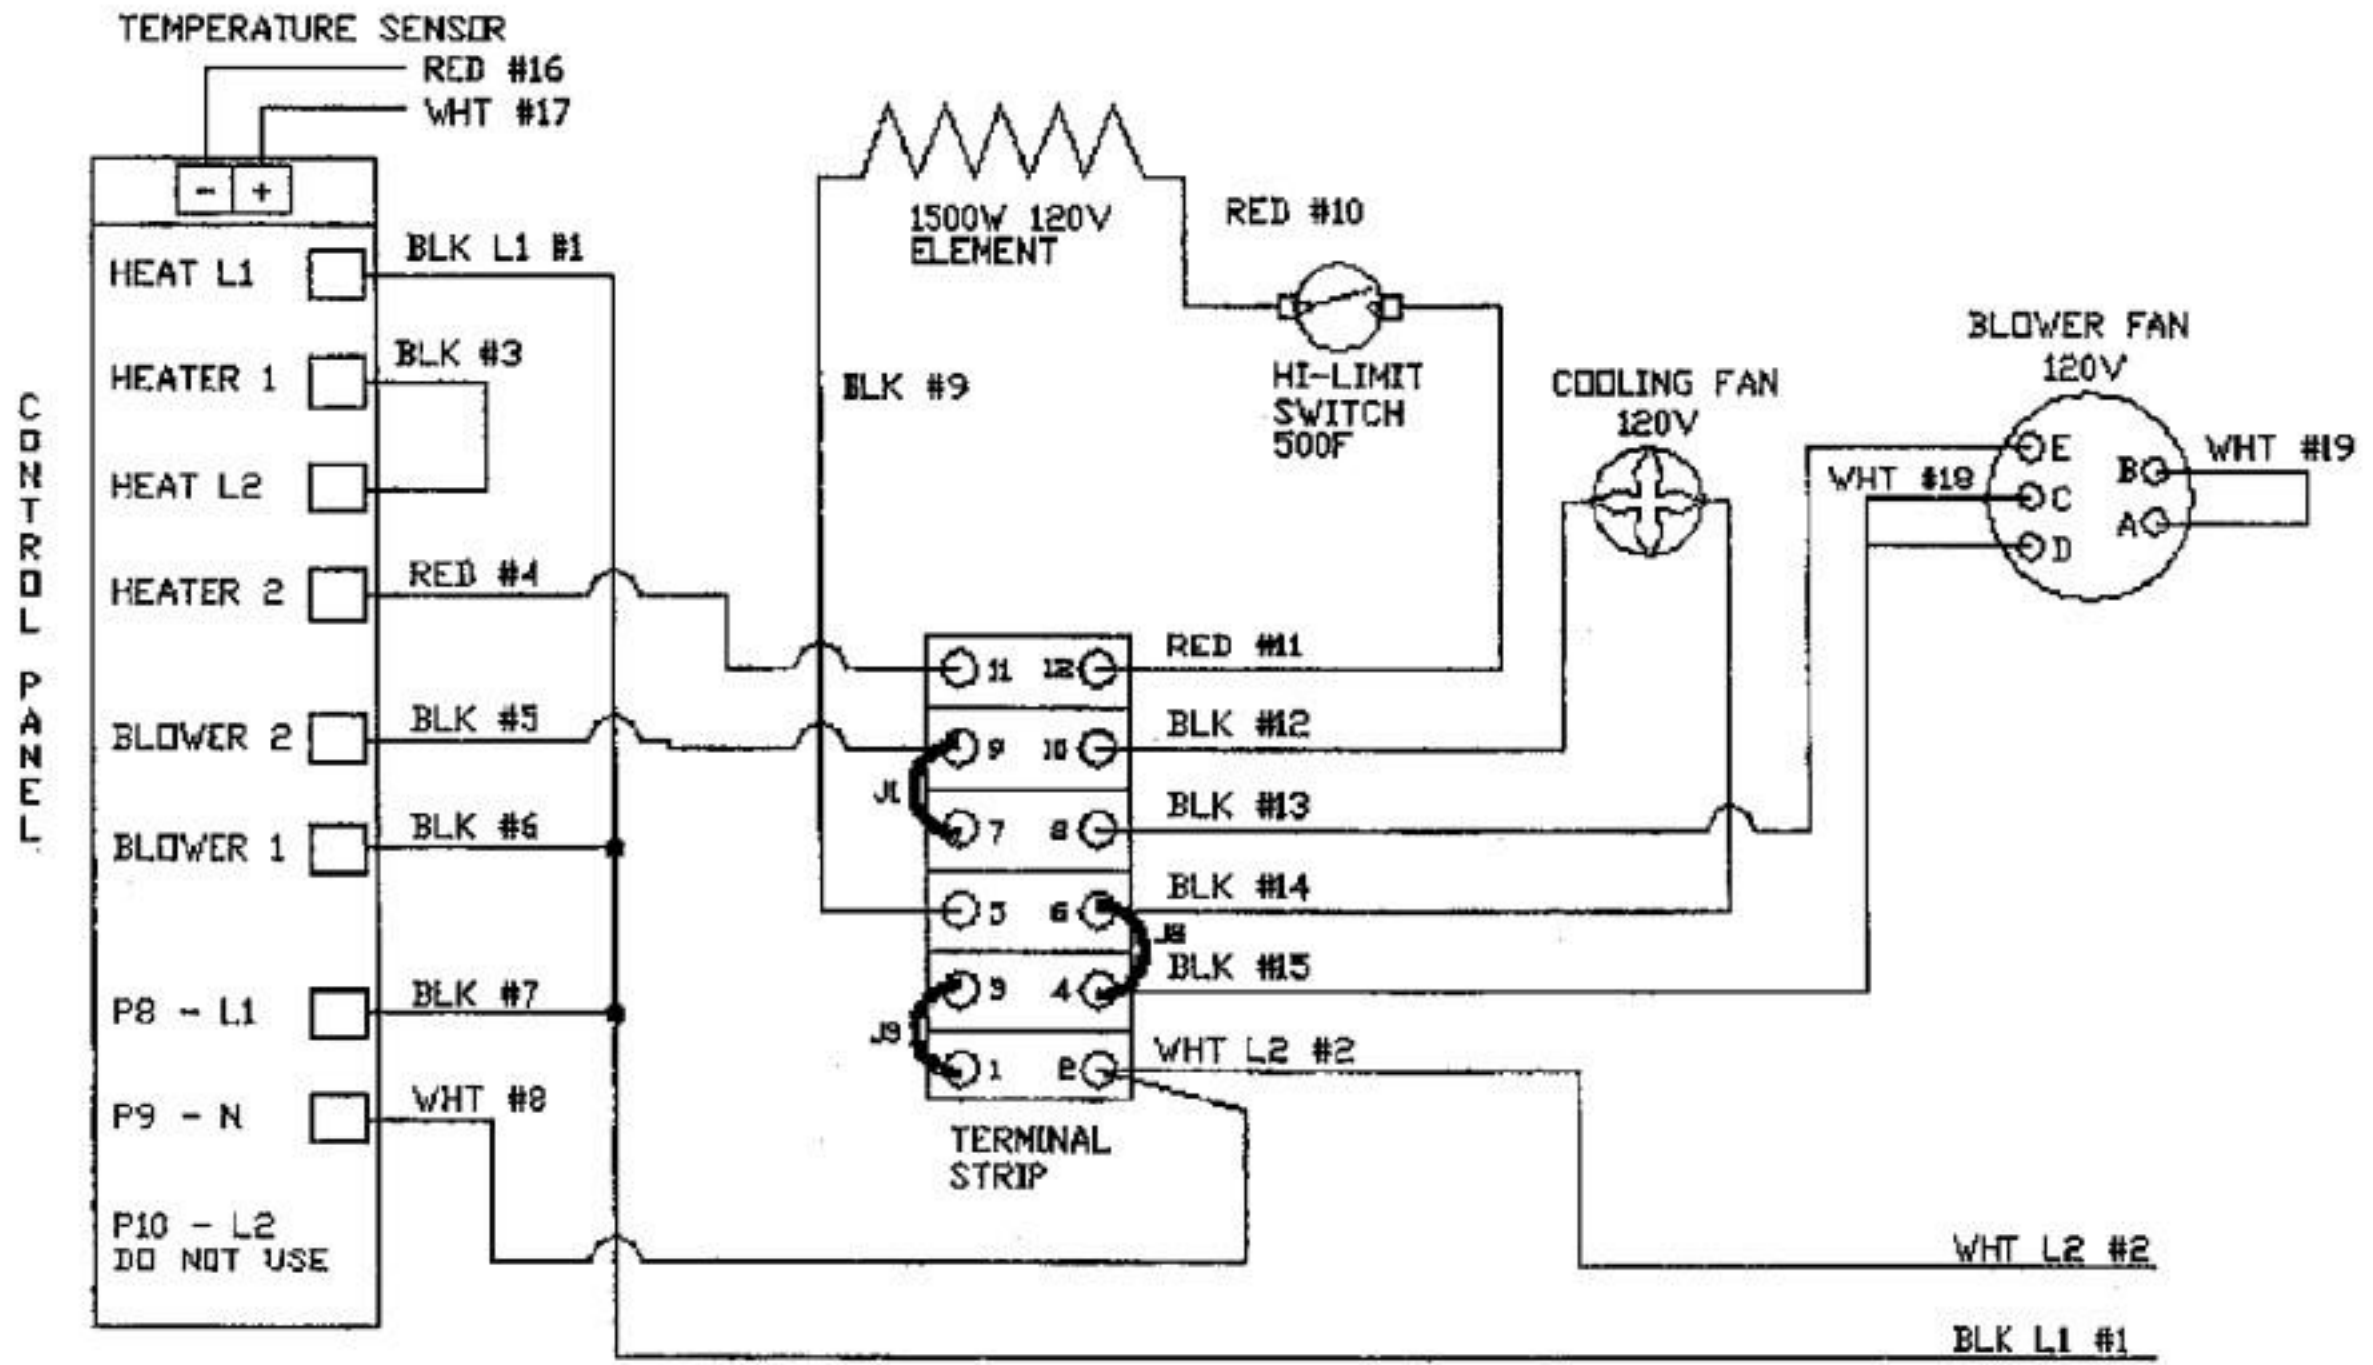 TEMPERATURE SENSOR
RED #16
WHT #17
- +
HEAT L1
BLK L1 #1
HEATER 1
BLK #3
HEAT L2
HEATER 2
RED #4
BLOWER 2
BLK #5
BLOWER 1
BLK #6
P8 - L1
BLK #7
P9 - N
WHT #8
P10 - L2
DO NOT USE
CONTROL PANEL
1500W 120V
ELEMENT
BLK #9
RED #10
HI-LIMIT
SWITCH
500F
COOLING FAN
120V
BLOWER FAN
120V
E
C
D
B
A
WHT #18
WHT #19
11 12
RED #11
9 10
BLK #12
J1
7 8
BLK #13
5 6
BLK #14
J8
3 4
BLK #15
J9
1 2
WHT L2 #2
TERMINAL
STRIP
WHT L2 #2
BLK L1 #1